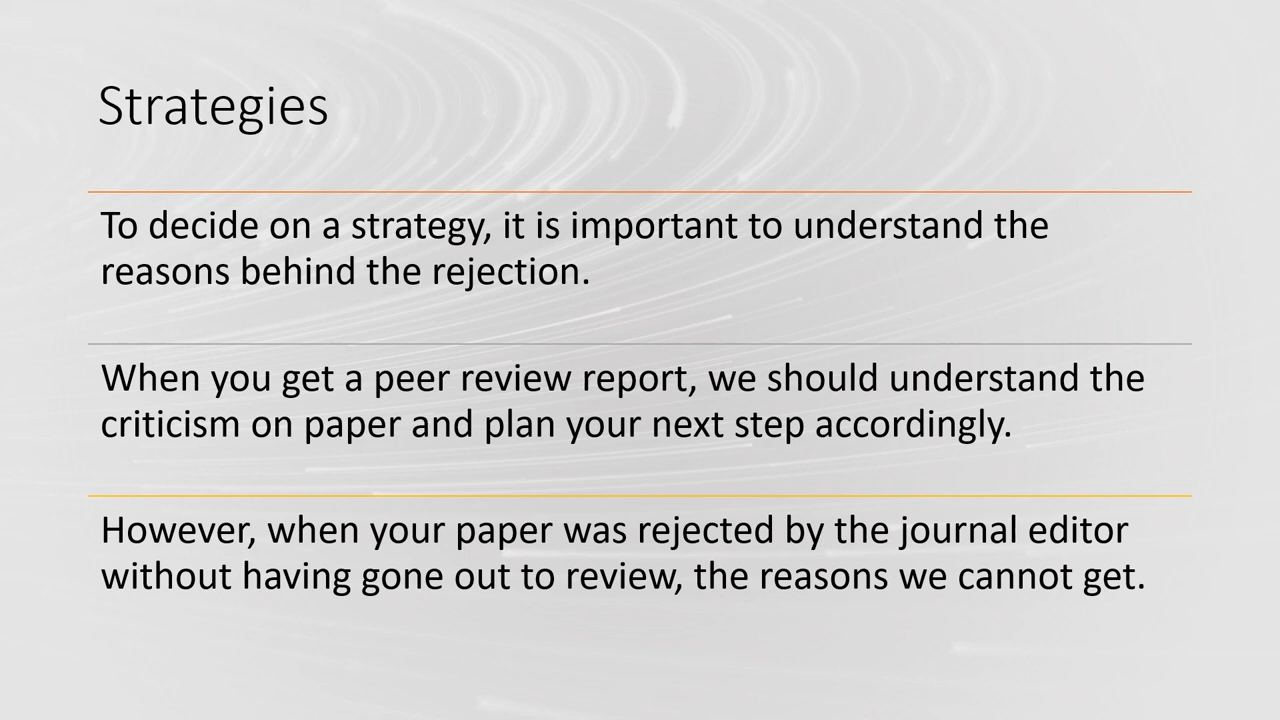 Strategies
To decide on a strategy, it is important to understand the
reasons behind the rejection.
When you get a peer review report, we should understand the
criticism on paper and plan your next step accordingly.
However, when your paper was rejected by the journal editor
without having gone out to review, the reasons we cannot get.